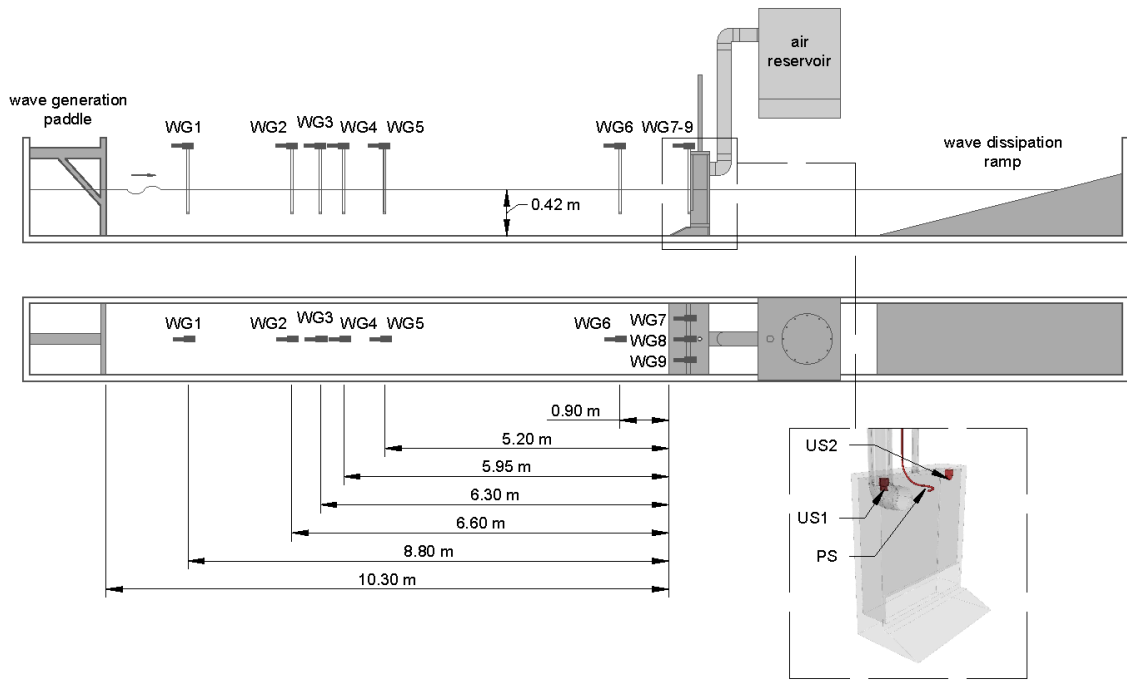 air
reservoir
wave generation
paddle
WG1
WG2
WG3
WG4
WG5
WG6
WG7-9
wave dissipation
ramp
0.42 m
WG1
WG2
WG3
WG4
WG5
WG6
WG7
WG8
WG9
0.90 m
5.20 m
5.95 m
6.30 m
6.60 m
8.80 m
10.30 m
US2
US1
PS